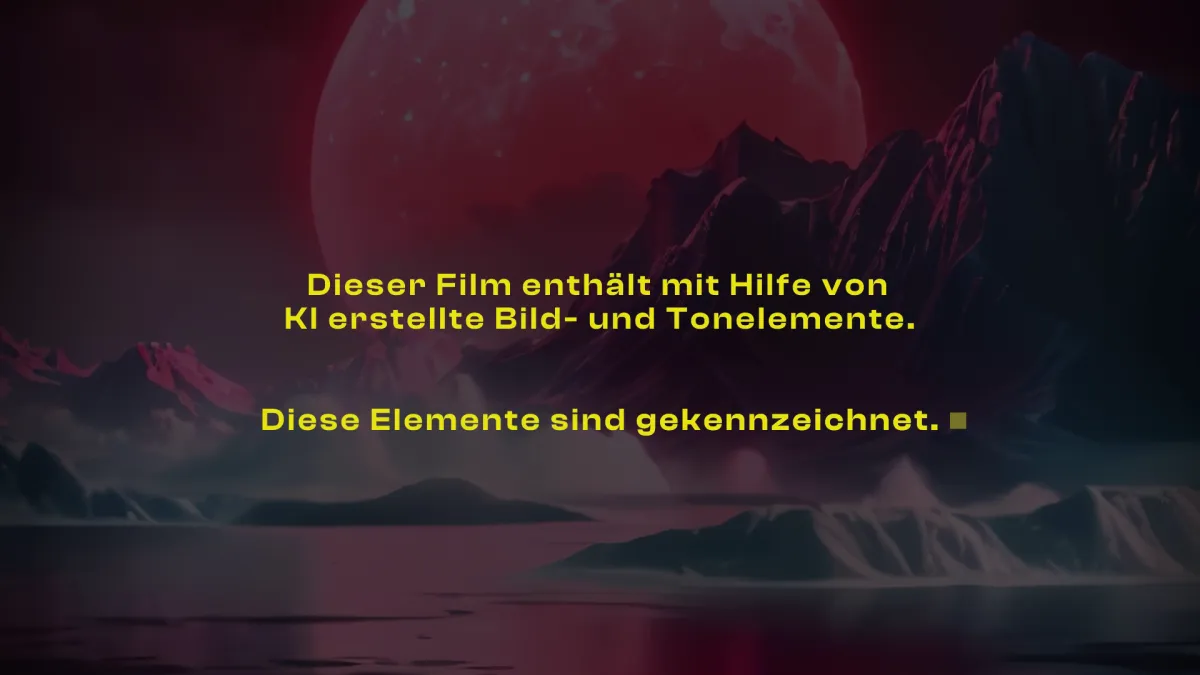 Dieser Film enthält mit Hilfe von
KI erstellte Bild- und Tonelemente.
Diese Elemente sind gekennzeichnet.